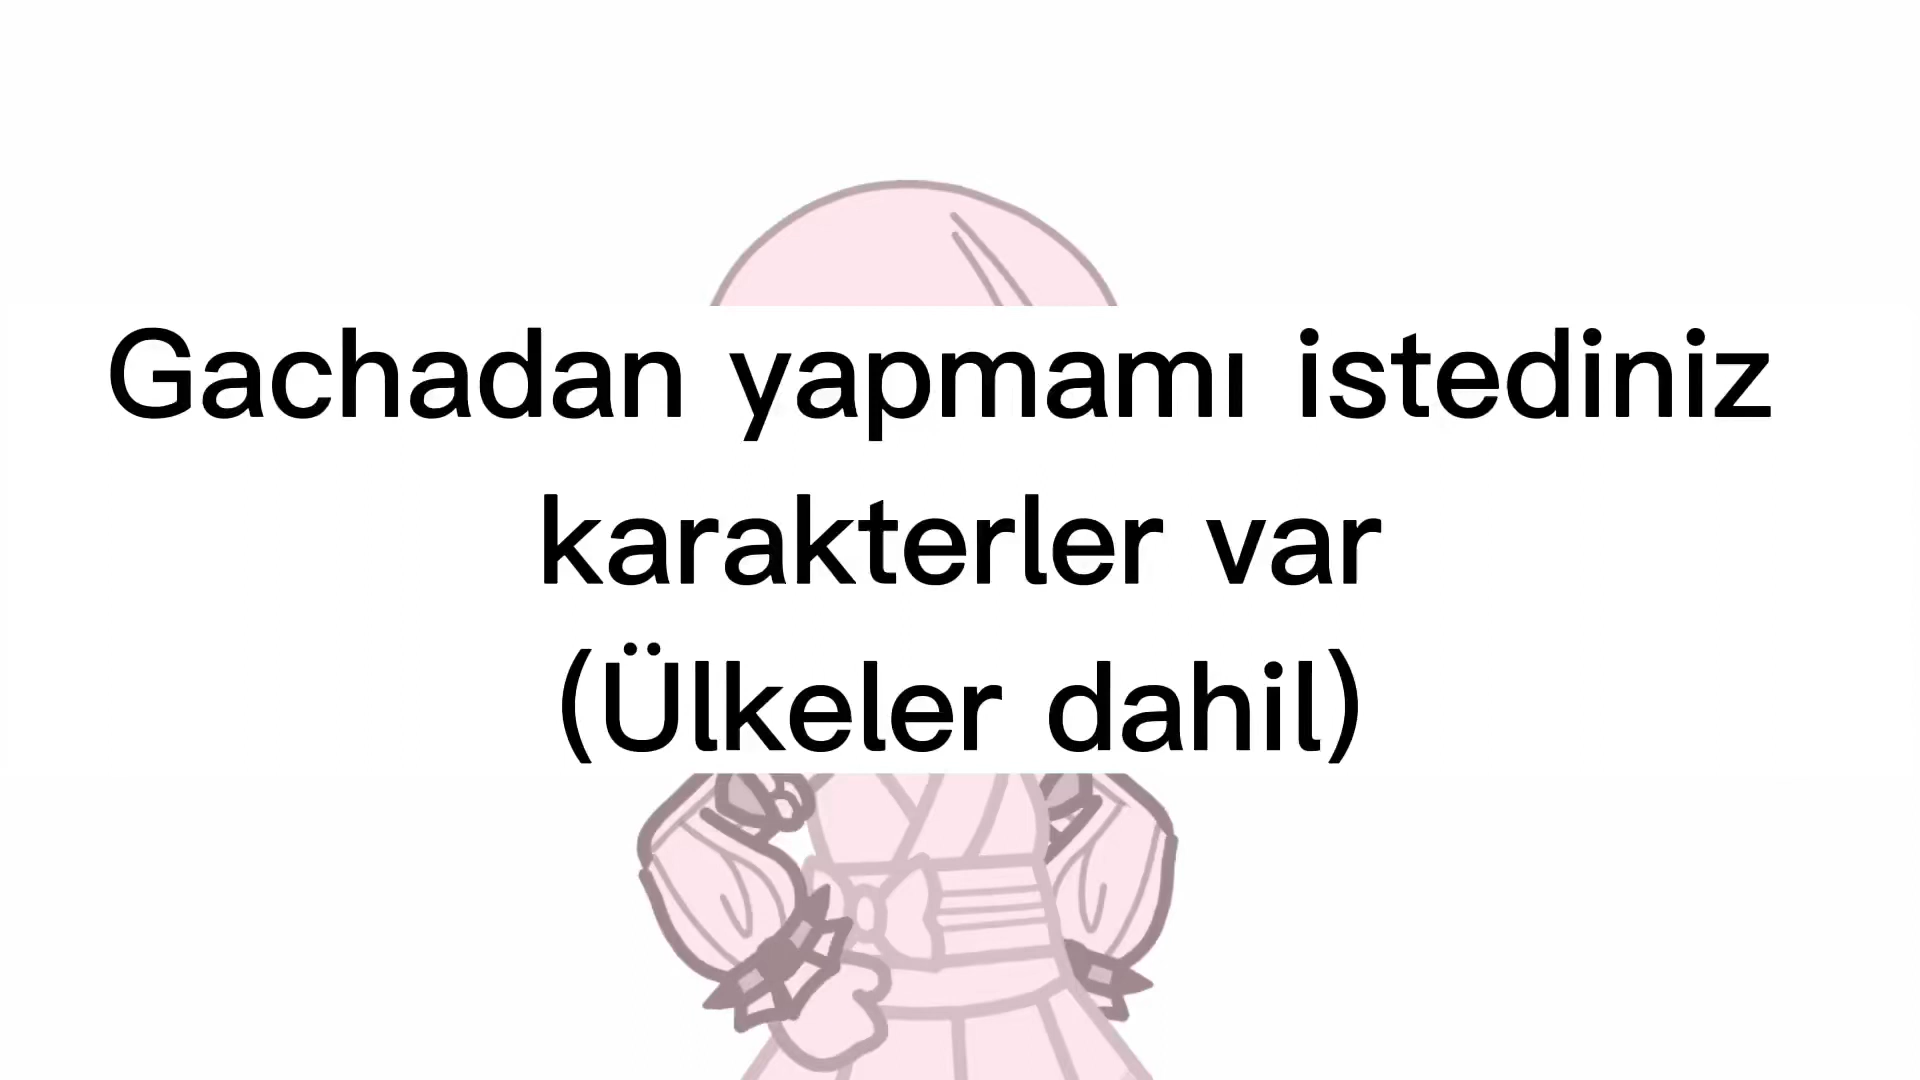 Gachadan yapmamı istediniz
karakterler var
(Ülkeler dahil)